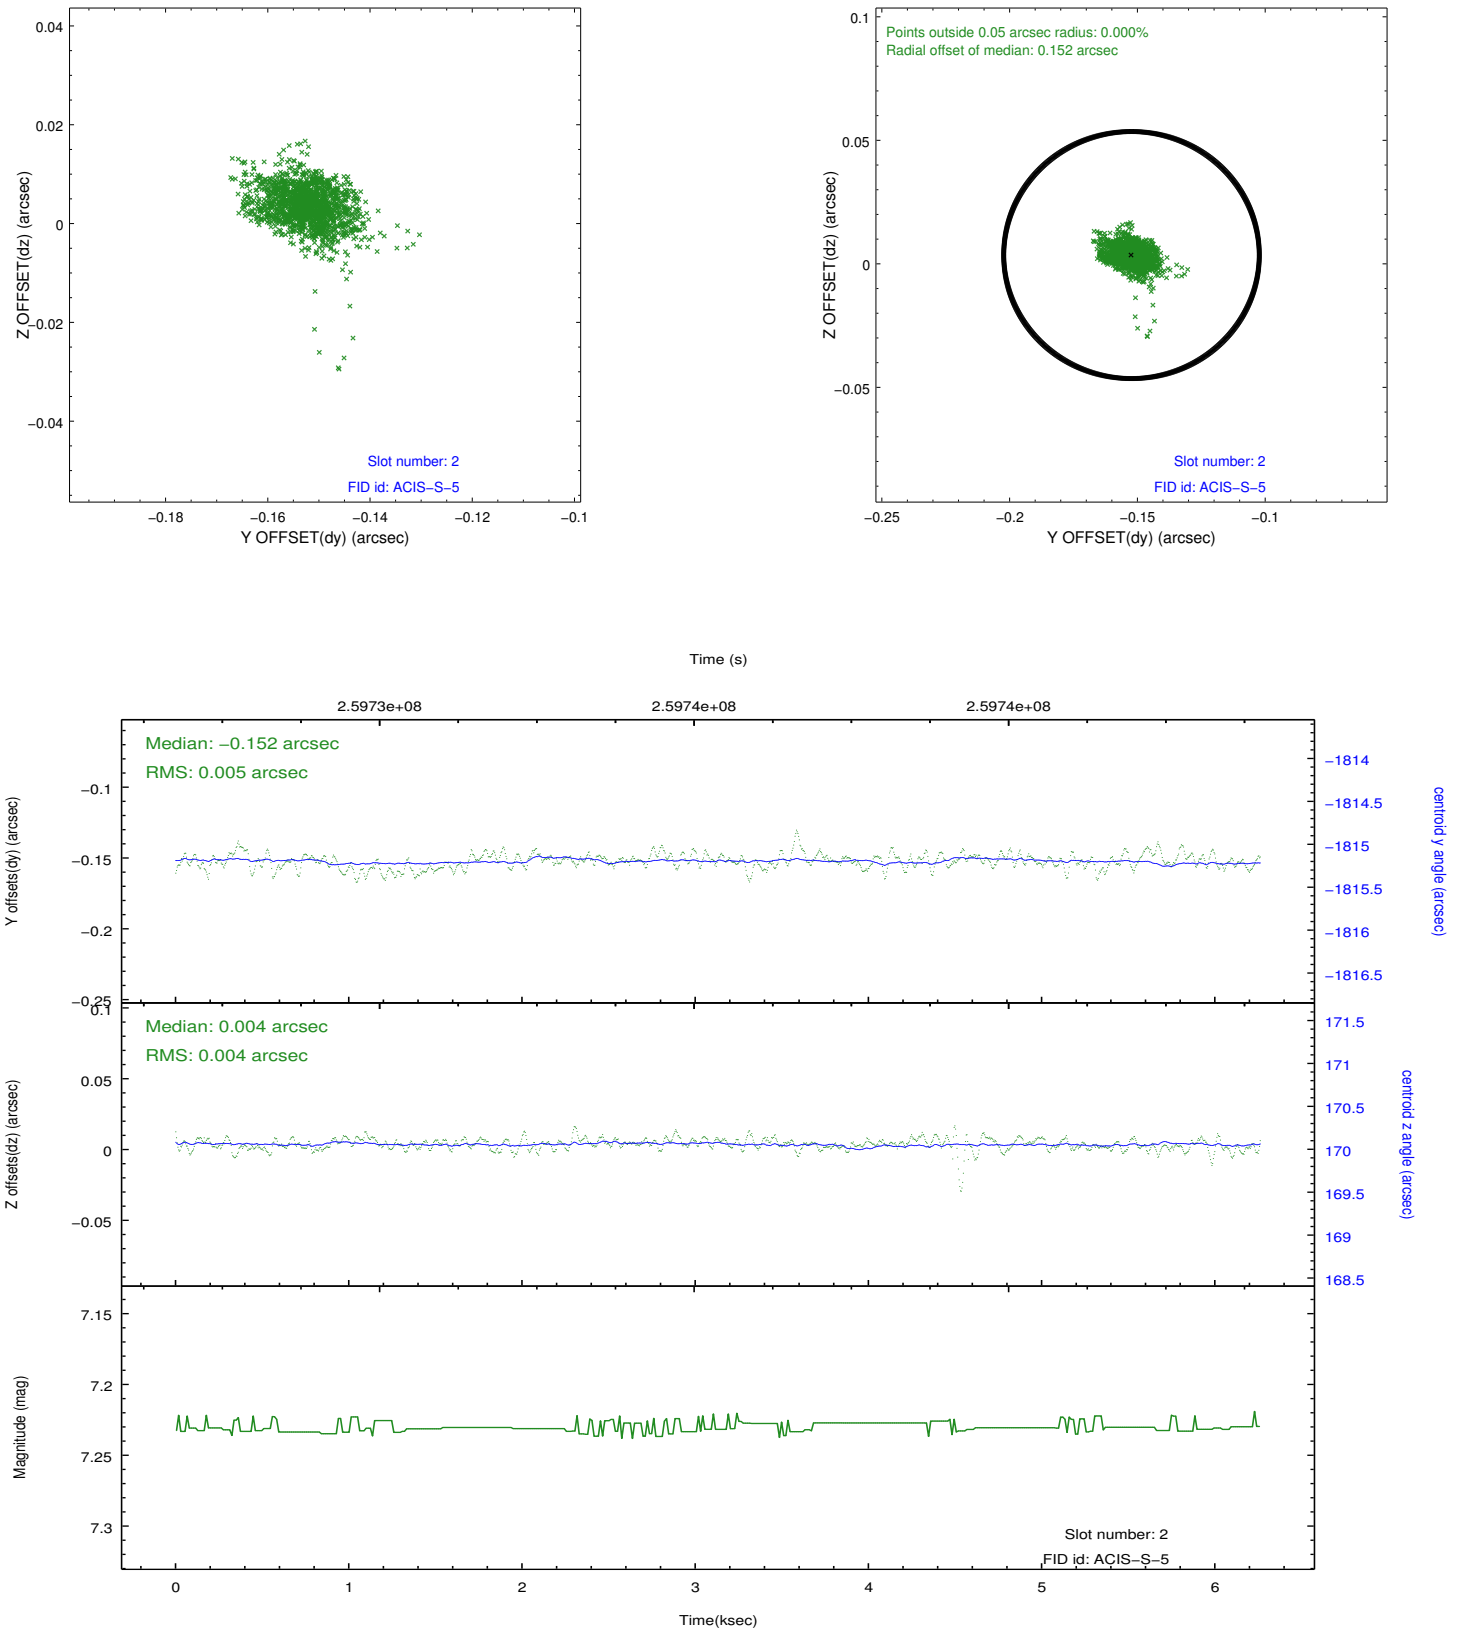 0.04
0.02
0
−0.02
−0.04
Z OFFSET(dz) (arcsec)
Slot number: 2
FID id: ACIS−S−5
−0.18
−0.16
−0.14
−0.12
−0.1
Y OFFSET(dy) (arcsec)
0.1
0.05
0
−0.05
Z OFFSET(dz) (arcsec)
Points outside 0.05 arcsec radius: 0.000%
Radial offset of median: 0.152 arcsec
Slot number: 2
FID id: ACIS−S−5
−0.25
−0.2
−0.15
−0.1
Y OFFSET(dy) (arcsec)
Time (s)
2.5973e+08
2.5974e+08
2.5974e+08
Median: −0.152 arcsec
RMS: 0.005 arcsec
−0.1
−0.15
−0.2
−0.25
Y offsets(dy) (arcsec)
−1814
−1814.5
−1815
−1815.5
−1816
−1816.5
centroid y angle (arcsec)
Median: 0.004 arcsec
RMS: 0.004 arcsec
0.1
0.05
0
−0.05
Z offsets(dz) (arcsec)
171.5
171
170.5
170
169.5
169
168.5
centroid z angle (arcsec)
7.15
7.2
7.25
7.3
Magnitude (mag)
Slot number: 2
FID id: ACIS−S−5
0
1
2
3
4
5
6
Time(ksec)